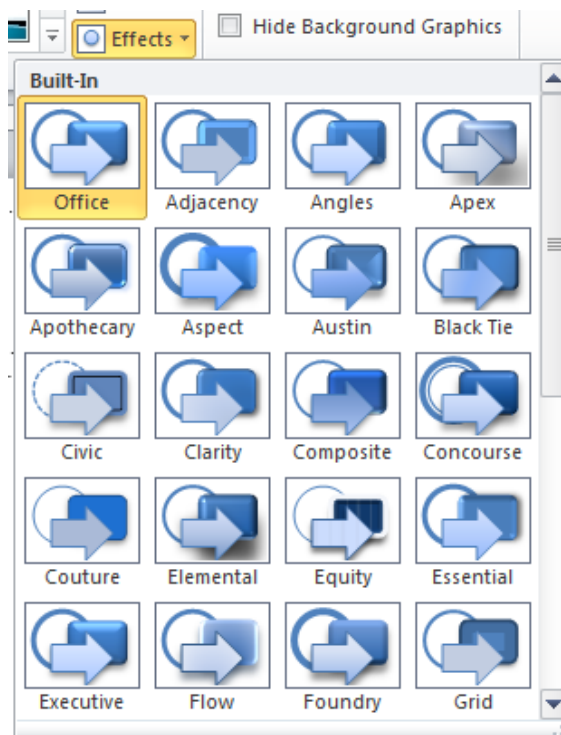 Effects Hide Background Graphics
Built-In
Office Adjacency Angles Apex
Apothecary Aspect Austin Black Tie
Civic Clarity Composite Concourse
Couture Elemental Equity Essential
Executive Flow Foundry Grid